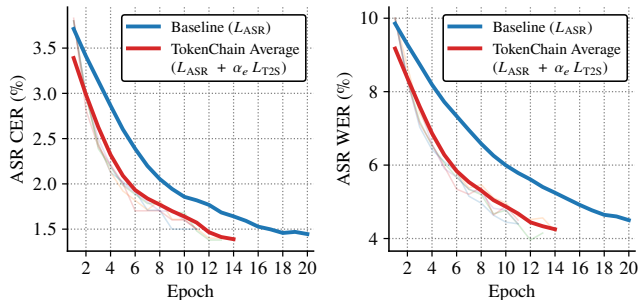 ASR CER (%)
3.5
3.0
2.5
2.0
1.5
Baseline (L_ASR)
TokenChain Average
(L_ASR + α_e L_T2S)
2 4 6 8 10 12 14 16 18 20
Epoch
ASR WER (%)
10
8
6
4
Baseline (L_ASR)
TokenChain Average
(L_ASR + α_e L_T2S)
2 4 6 8 10 12 14 16 18 20
Epoch